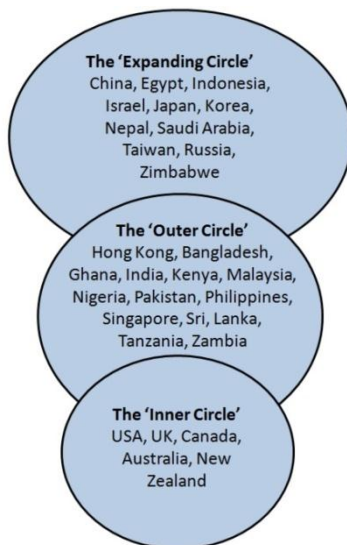 The ‘Expanding Circle’
China, Egypt, Indonesia,
Israel, Japan, Korea,
Nepal, Saudi Arabia,
Taiwan, Russia,
Zimbabwe
The ‘Outer Circle’
Hong Kong, Bangladesh,
Ghana, India, Kenya, Malaysia,
Nigeria, Pakistan, Philippines,
Singapore, Sri, Lanka,
Tanzania, Zambia
The ‘Inner Circle’
USA, UK, Canada,
Australia, New
Zealand